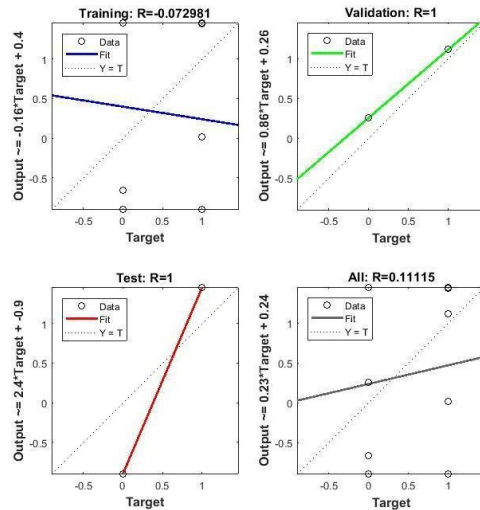 Training: R=-0.072981
Output ~= -0.16*Target + 0.4
Data
Fit
Y = T
1
0.5
0
-0.5
-0.5 0 0.5 1
Target
Validation: R=1
Output ~= 0.86*Target + 0.26
Data
Fit
Y = T
1
0.5
0
-0.5
-0.5 0 0.5 1
Target
Test: R=1
Output ~= 2.4*Target + -0.9
Data
Fit
Y = T
1
0.5
0
-0.5
-0.5 0 0.5 1
Target
All: R=0.11115
Output ~= 0.23*Target + 0.24
Data
Fit
Y = T
1
0.5
0
-0.5
-0.5 0 0.5 1
Target